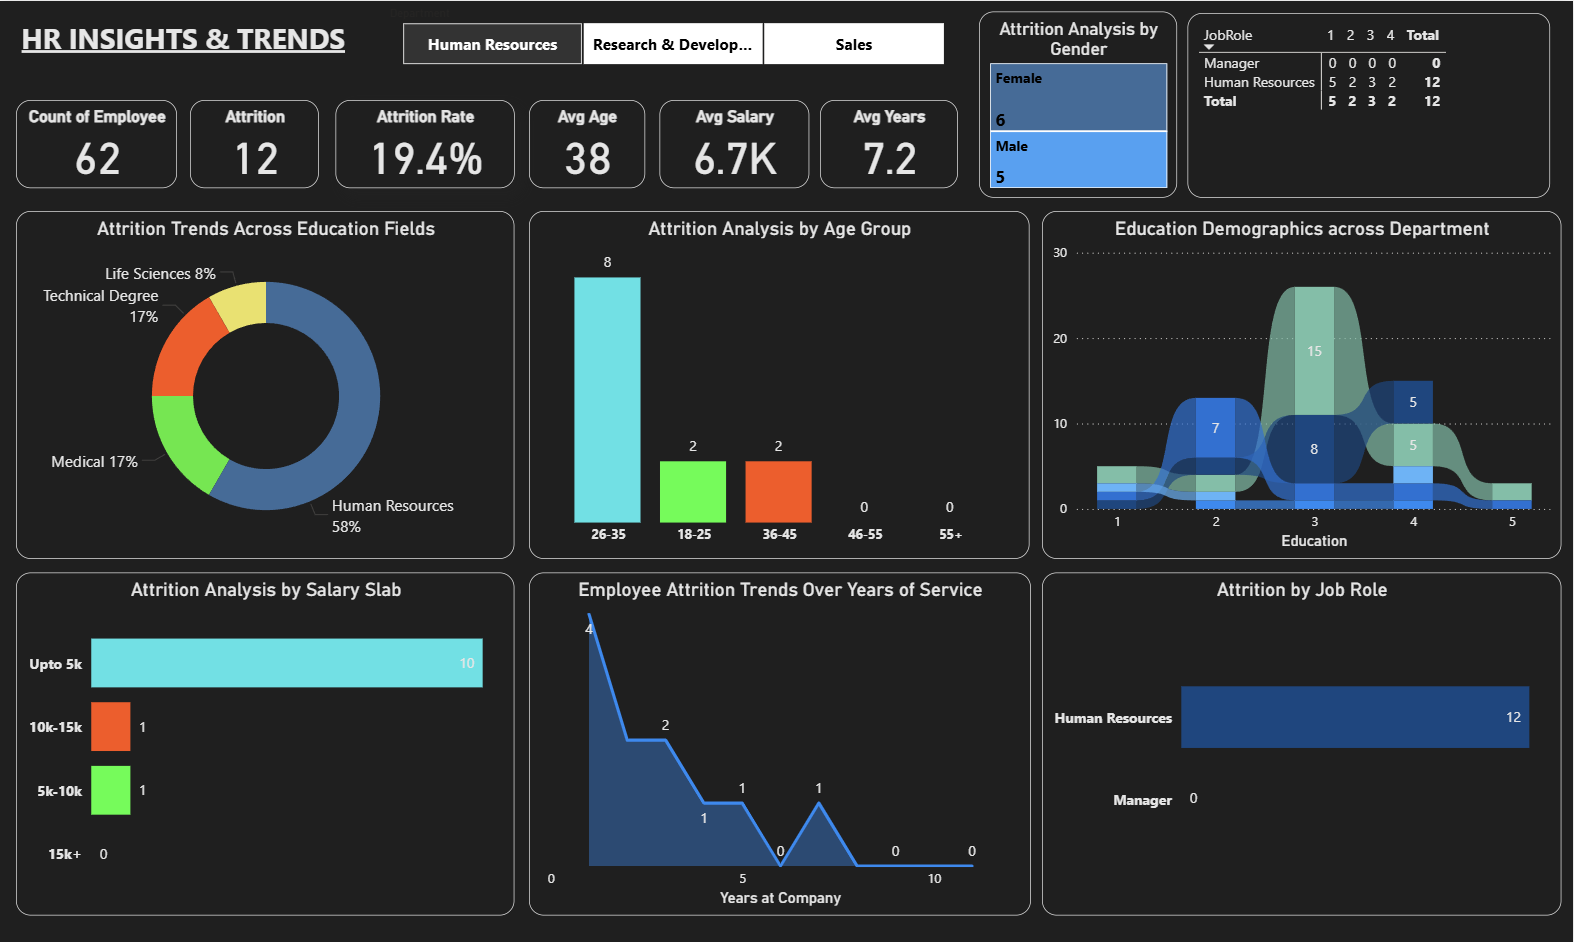 HR INSIGHTS & TRENDS
Human Resources
Research & Develop...
Sales
Count of Employee
62
Attrition
12
Attrition Rate
19.4%
Avg Age
38
Avg Salary
6.7K
Avg Years
7.2
Attrition Analysis by
Gender
Female
6
Male
5
JobRole 1 2 3 4 Total
Manager 0 0 0 0 0
Human Resources 5 2 3 2 12
Total 5 2 3 2 12
Attrition Trends Across Education Fields
Life Sciences 8%
Technical Degree
17%
Medical 17%
Human Resources
58%
Attrition Analysis by Age Group
8
2
2
0
0
26-35
18-25
36-45
46-55
55+
Education Demographics across Department
30
20
10
0
15
7
8
5
5
1
2
3
4
5
Education
Attrition Analysis by Salary Slab
Upto 5k
10
10k-15k
1
5k-10k
1
15k+
0
Employee Attrition Trends Over Years of Service
4
2
1
1
0
1
0
0
0
5
10
Years at Company
Attrition by Job Role
Human Resources
12
Manager
0